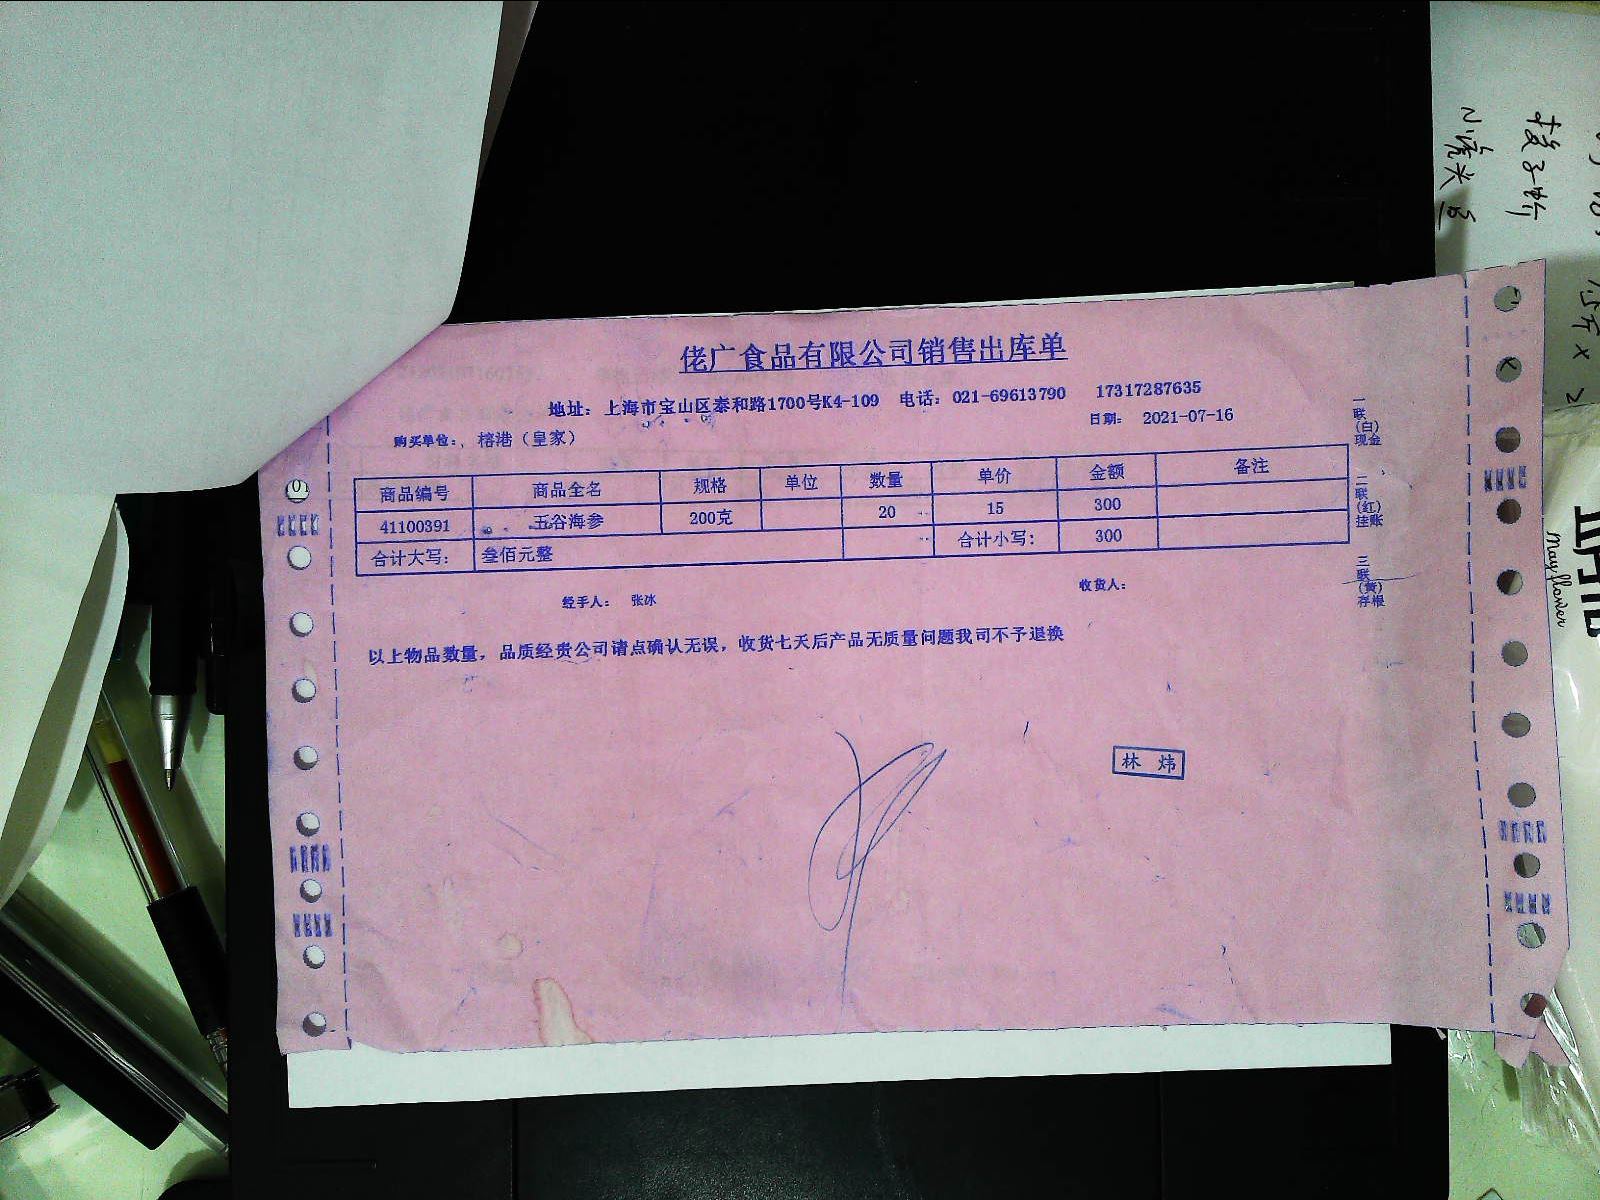 佬广食品有限公司销售出库单
地址：上海市宝山区泰和路1700号K4-109 电话：021-69613790 17317287635
购买单位： 榕港（皇家） 日期： 2021-07-16
商品编号 商品全名 规格 单位 数量 单价 金额 备注
41100391 五谷海参 200克 20 15 300
合计大写： 叁佰元整 合计小写： 300
经手人： 张冰 收货人：
以上物品数量，品质经贵公司请点确认无误，收货七天后产品无质量问题我司不予退换
林 炜
一联(白)现金
二联(红)挂账
三联(黄)存根
May flower